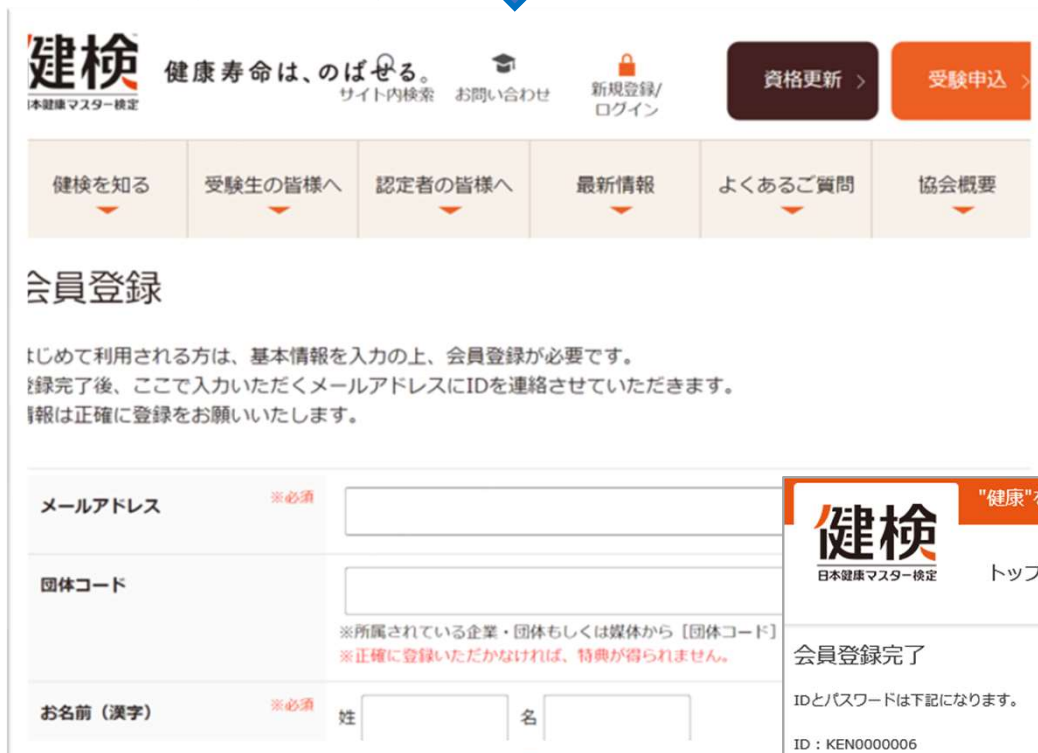 健検
日本健康マスター検定
健康寿命は、のばせる。
サイト内検索
お問い合わせ
新規登録/
ログイン
資格更新 >
受験申込 >
健検を知る
受験生の皆様へ
認定者の皆様へ
最新情報
よくあるご質問
協会概要
会員登録
はじめて利用される方は、基本情報を入力の上、会員登録が必要です。
登録完了後、ここで入力いただくメールアドレスにIDを連絡させていただきます。
情報は正確に登録をお願いいたします。
メールアドレス ※必須
団体コード
※所属されている企業・団体もしくは媒体から［団体コード］
※正確に登録いただかなければ、特典が得られません。
お名前（漢字） ※必須 姓 名
"健康"を
健検
日本健康マスター検定
トップ
会員登録完了
IDとパスワードは下記になります。
ID：KEN0000006